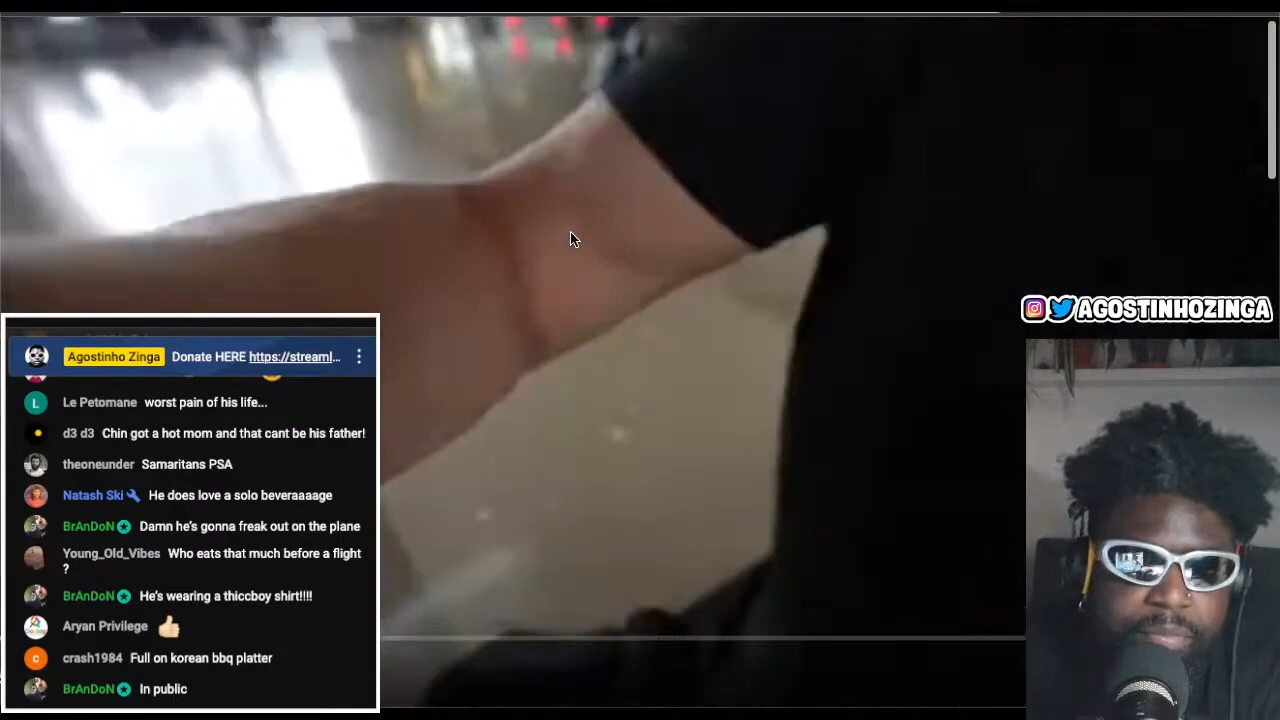 AGOSTINHOZINGA
Agostinho Zinga Donate HERE https://streaml...
Le Petomane worst pain of his life...
d3 d3 Chin got a hot mom and that cant be his father!
theoneunder Samaritans PSA
Natash Ski He does love a solo beveraaaage
BrAnDoN Damn he's gonna freak out on the plane
Young_Old_Vibes Who eats that much before a flight
?
BrAnDoN He's wearing a thiccboy shirt!!!!
Aryan Privilege
crash1984 Full on korean bbq platter
BrAnDoN In public